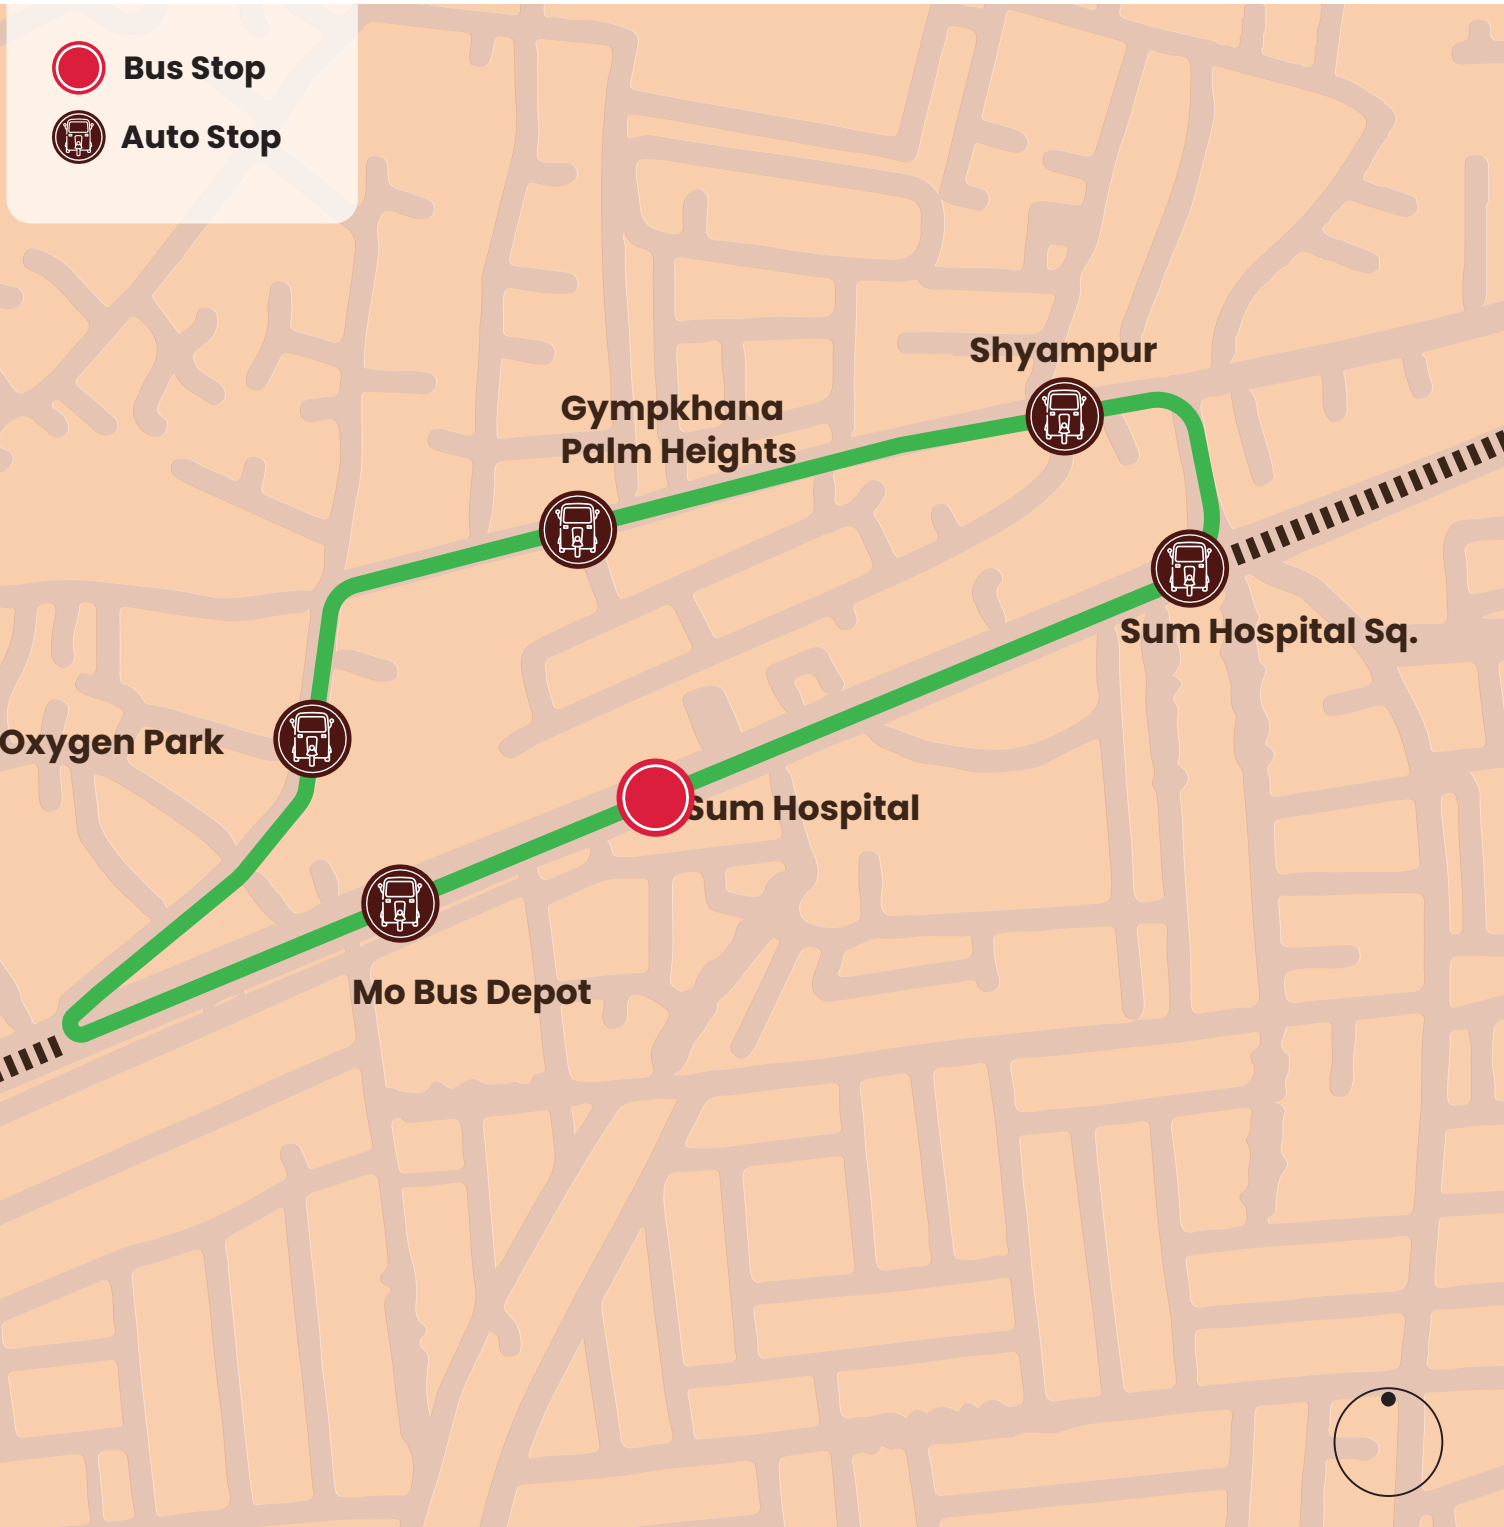 Bus Stop
Auto Stop
Shyampur
Gympkhana
Palm Heights
Sum Hospital Sq.
Oxygen Park
Sum Hospital
Mo Bus Depot